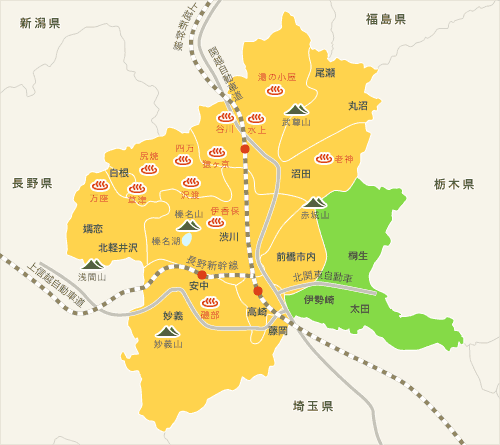 新潟県
上越新幹線
福島県
関越自動車道
湯の小屋
尾瀬
丸沼
武尊山
谷川
水上
四万
尻焼
猿ヶ京
老神
白根
沼田
長野県
万座
草津
沢渡
栃木県
榛名山
伊香保
赤城山
嬬恋
榛名湖
渋川
北軽井沢
前橋市内
桐生
浅間山
長野新幹線
北関東自動車
上信越自動車道
安中
伊勢崎
太田
妙義
磯部
高崎
藤岡
妙義山
埼玉県